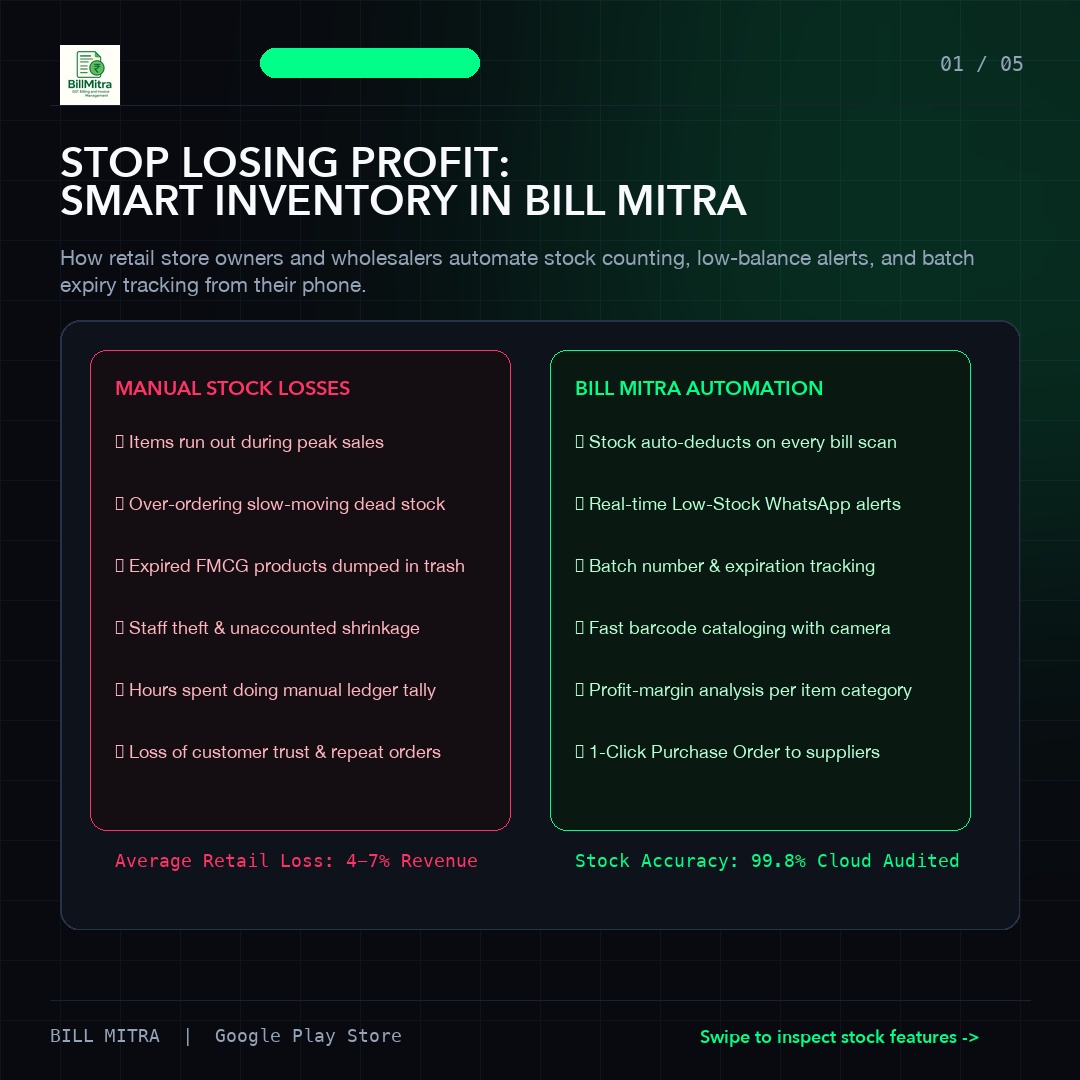 BillMitra
GST Billing and Invoice
Management
01 / 05
STOP LOSING PROFIT:
SMART INVENTORY IN BILL MITRA
How retail store owners and wholesalers automate stock counting, low-balance alerts, and batch
expiry tracking from their phone.
MANUAL STOCK LOSSES
Items run out during peak sales
Over-ordering slow-moving dead stock
Expired FMCG products dumped in trash
Staff theft & unaccounted shrinkage
Hours spent doing manual ledger tally
Loss of customer trust & repeat orders
Average Retail Loss: 4–7% Revenue
BILL MITRA AUTOMATION
Stock auto-deducts on every bill scan
Real-time Low-Stock WhatsApp alerts
Batch number & expiration tracking
Fast barcode cataloging with camera
Profit-margin analysis per item category
1-Click Purchase Order to suppliers
Stock Accuracy: 99.8% Cloud Audited
BILL MITRA | Google Play Store
Swipe to inspect stock features ->